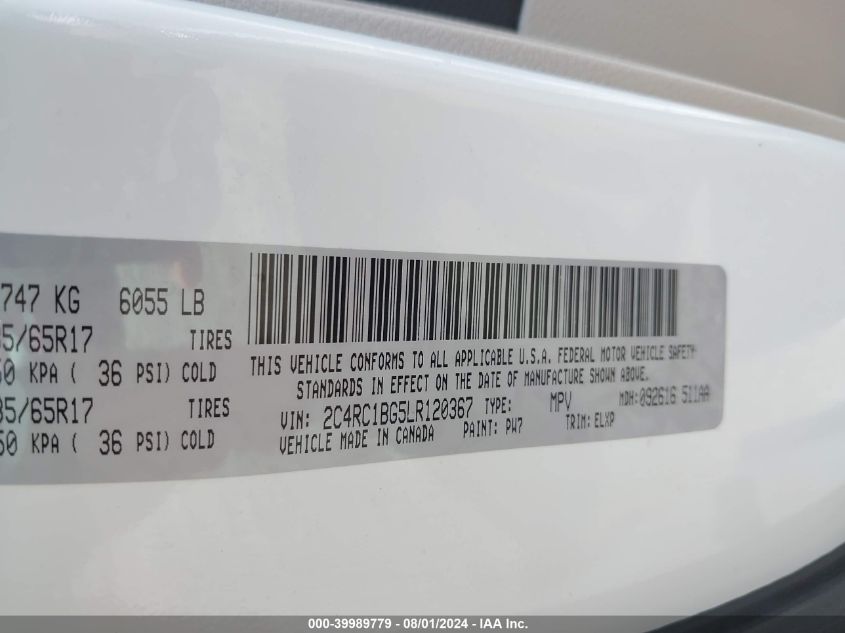 747 KG 6055 LB
5/65R17 TIRES
50 KPA ( 36 PSI) COLD
35/65R17
50 KPA ( 36 PSI) COLD
THIS VEHICLE CONFORMS TO ALL APPLICABLE U.S.A. FEDERAL MOTOR VEHICLE SAFETY
STANDARDS IN EFFECT ON THE DATE OF MANUFACTURE SHOWN ABOVE.
VIN: 2C4RC1BG5LR120367 TYPE: MPV MDH: 092616 511AA
VEHICLE MADE IN CANADA PAINT: PW7 TRIM: ELXP
TIRES
000-39989779 - 08/01/2024 - IAA Inc.